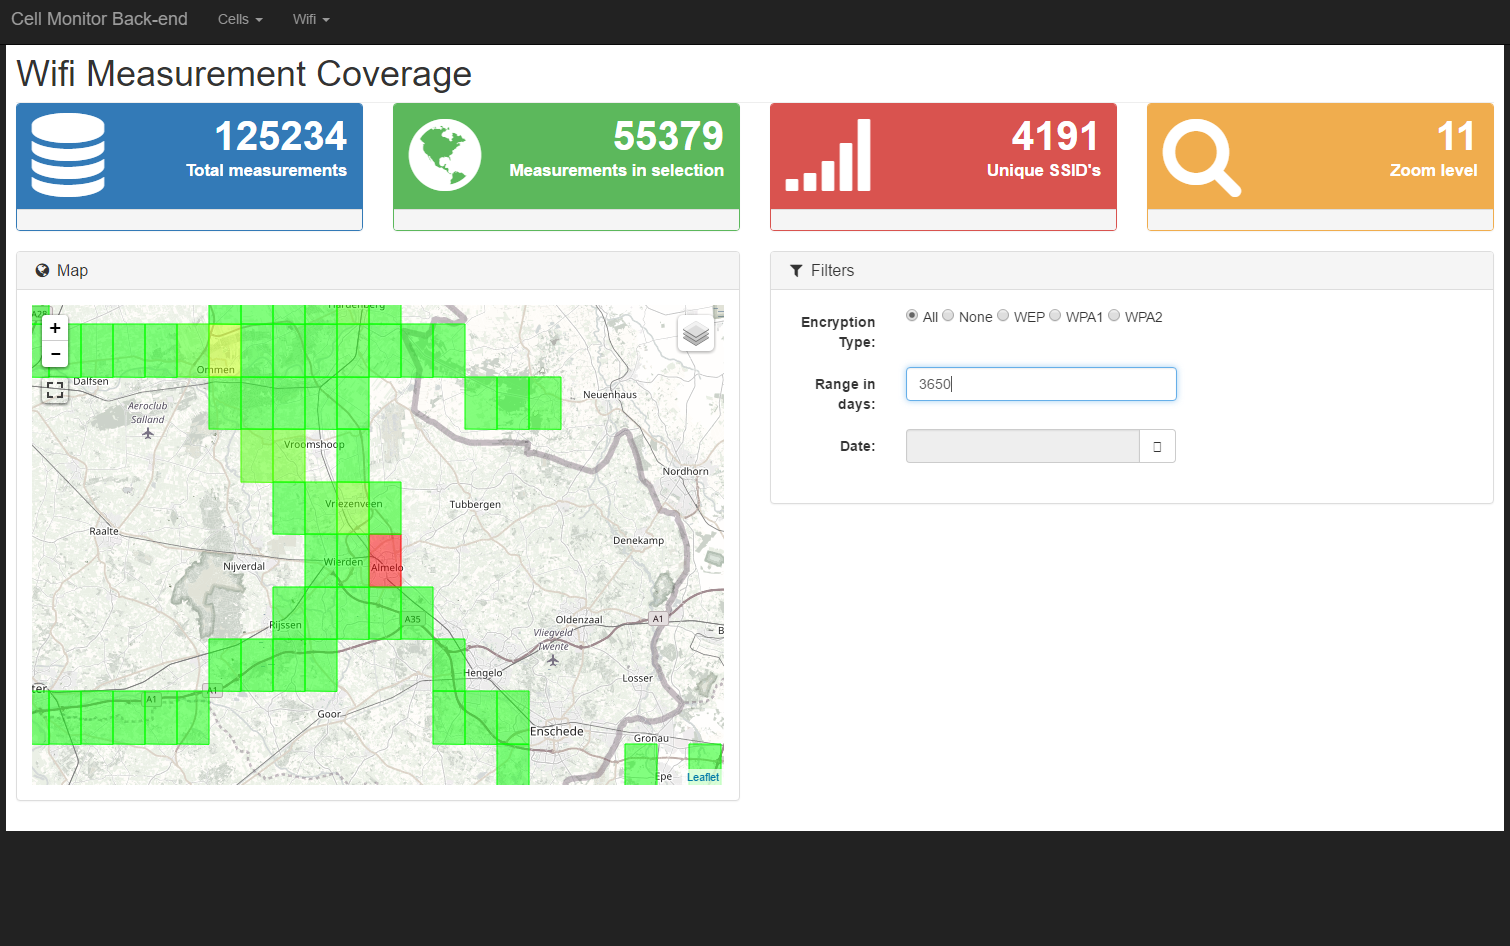 Cell Monitor Back-end Cells Wifi
Wifi Measurement Coverage
125234
Total measurements
55379
Measurements in selection
4191
Unique SSID's
11
Zoom level
Map
A28
Hardenberg
+
−
Ommen
Dalfsen
Neuenhaus
Aeroclub
Salland
Vroomshoop
Nordhorn
Vriezenveen
Tubbergen
Raalte
Denekamp
Wierden
Almelo
Nijverdal
Rijssen
A35
Oldenzaal
A1
Vliegveld
Twente
B
Hengelo
Losser
ter
A1
A1
Goor
Enschede
Gronau
Epe
Leaflet
Filters
Encryption
Type:
All None WEP WPA1 WPA2
Range in
days:
3650
Date: